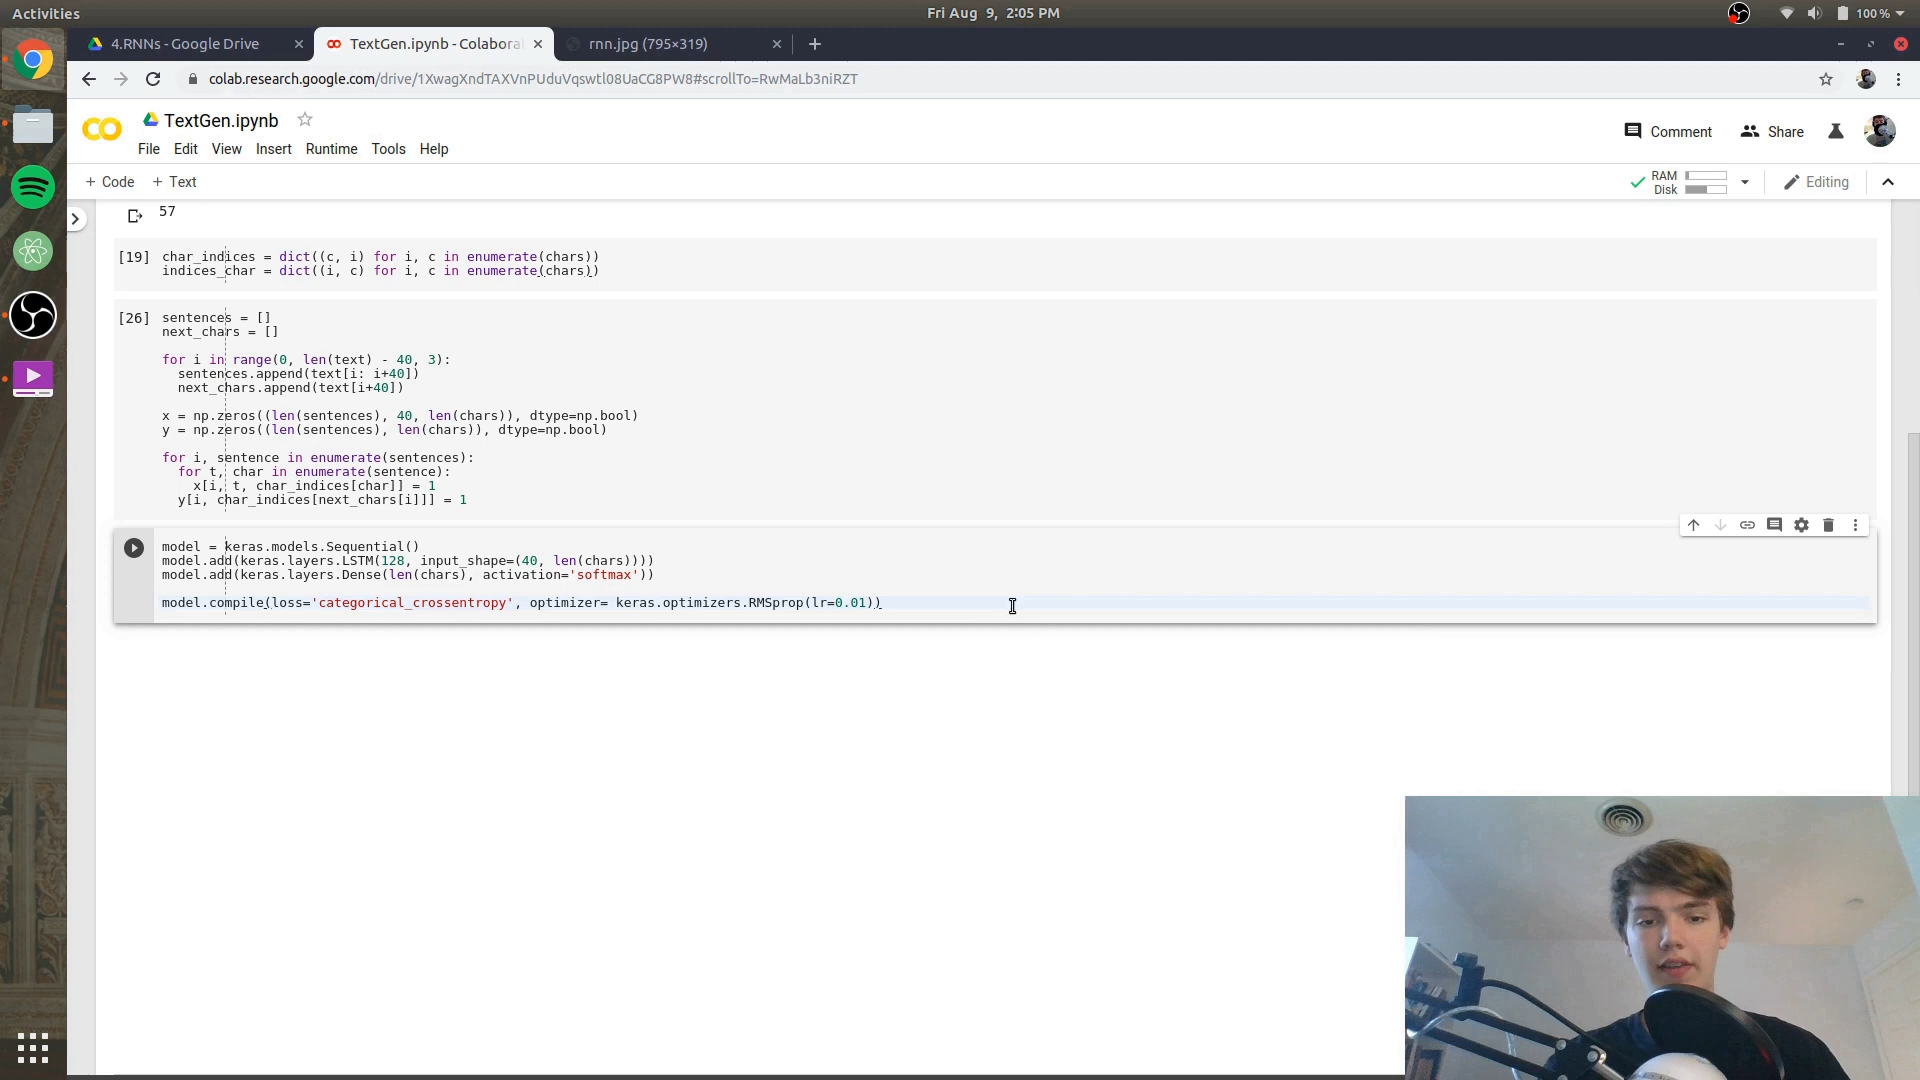 Activities
Fri Aug 9, 2:05 PM
100 %
4.RNNs - Google Drive
TextGen.ipynb - Colabora
rnn.jpg (795×319)
colab.research.google.com/drive/1XwagXndTAXVnPUduVqswtl08UaCG8PW8#scrollTo=RwMaLb3niRZT
TextGen.ipynb
Comment
Share
File Edit View Insert Runtime Tools Help
+ Code + Text
RAM
Disk
Editing
57
[19] char_indices = dict((c, i) for i, c in enumerate(chars))
indices_char = dict((i, c) for i, c in enumerate(chars))
[26] sentences = []
next_chars = []
for i in range(0, len(text) - 40, 3):
sentences.append(text[i: i+40])
next_chars.append(text[i+40])
x = np.zeros((len(sentences), 40, len(chars)), dtype=np.bool)
y = np.zeros((len(sentences), len(chars)), dtype=np.bool)
for i, sentence in enumerate(sentences):
for t, char in enumerate(sentence):
x[i, t, char_indices[char]] = 1
y[i, char_indices[next_chars[i]]] = 1
model = keras.models.Sequential()
model.add(keras.layers.LSTM(128, input_shape=(40, len(chars))))
model.add(keras.layers.Dense(len(chars), activation='softmax'))
model.compile(loss='categorical_crossentropy', optimizer= keras.optimizers.RMSprop(lr=0.01))